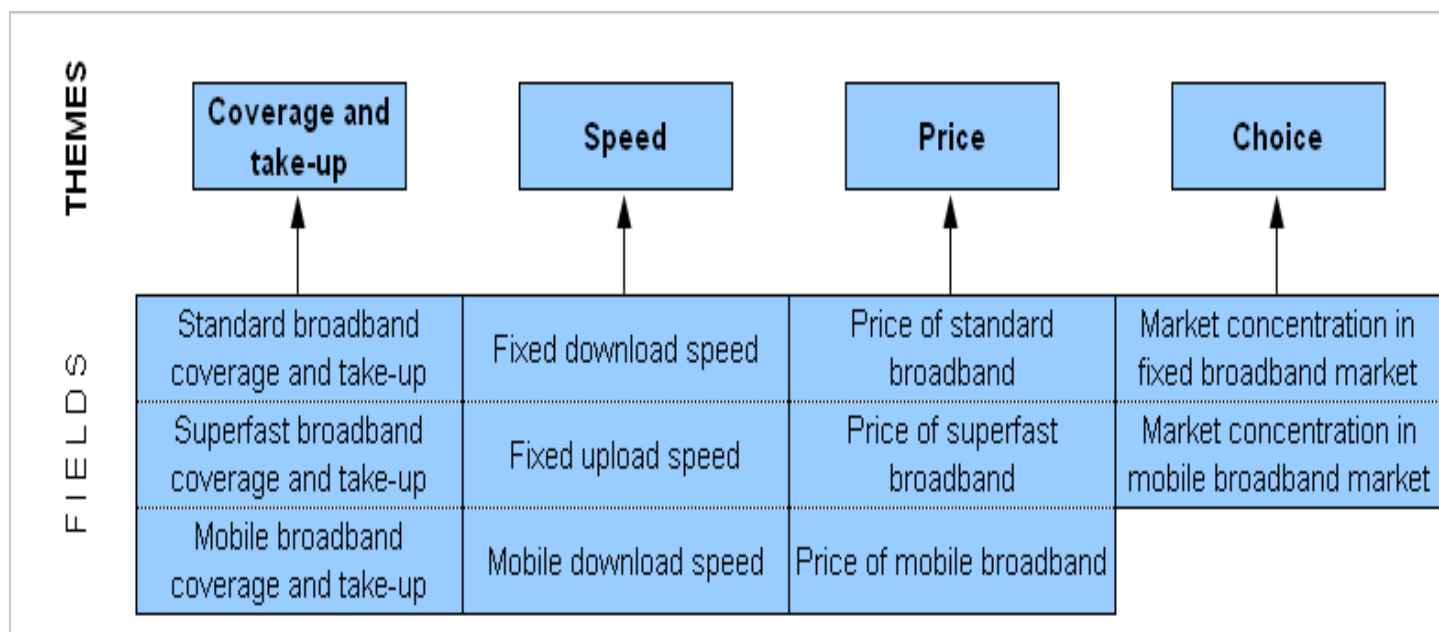 THEMES
Coverage and
take-up
Speed
Price
Choice
FIELDS
Standard broadband
coverage and take-up
Fixed download speed
Price of standard
broadband
Market concentration in
fixed broadband market
Superfast broadband
coverage and take-up
Fixed upload speed
Price of superfast
broadband
Market concentration in
mobile broadband market
Mobile broadband
coverage and take-up
Mobile download speed
Price of mobile broadband